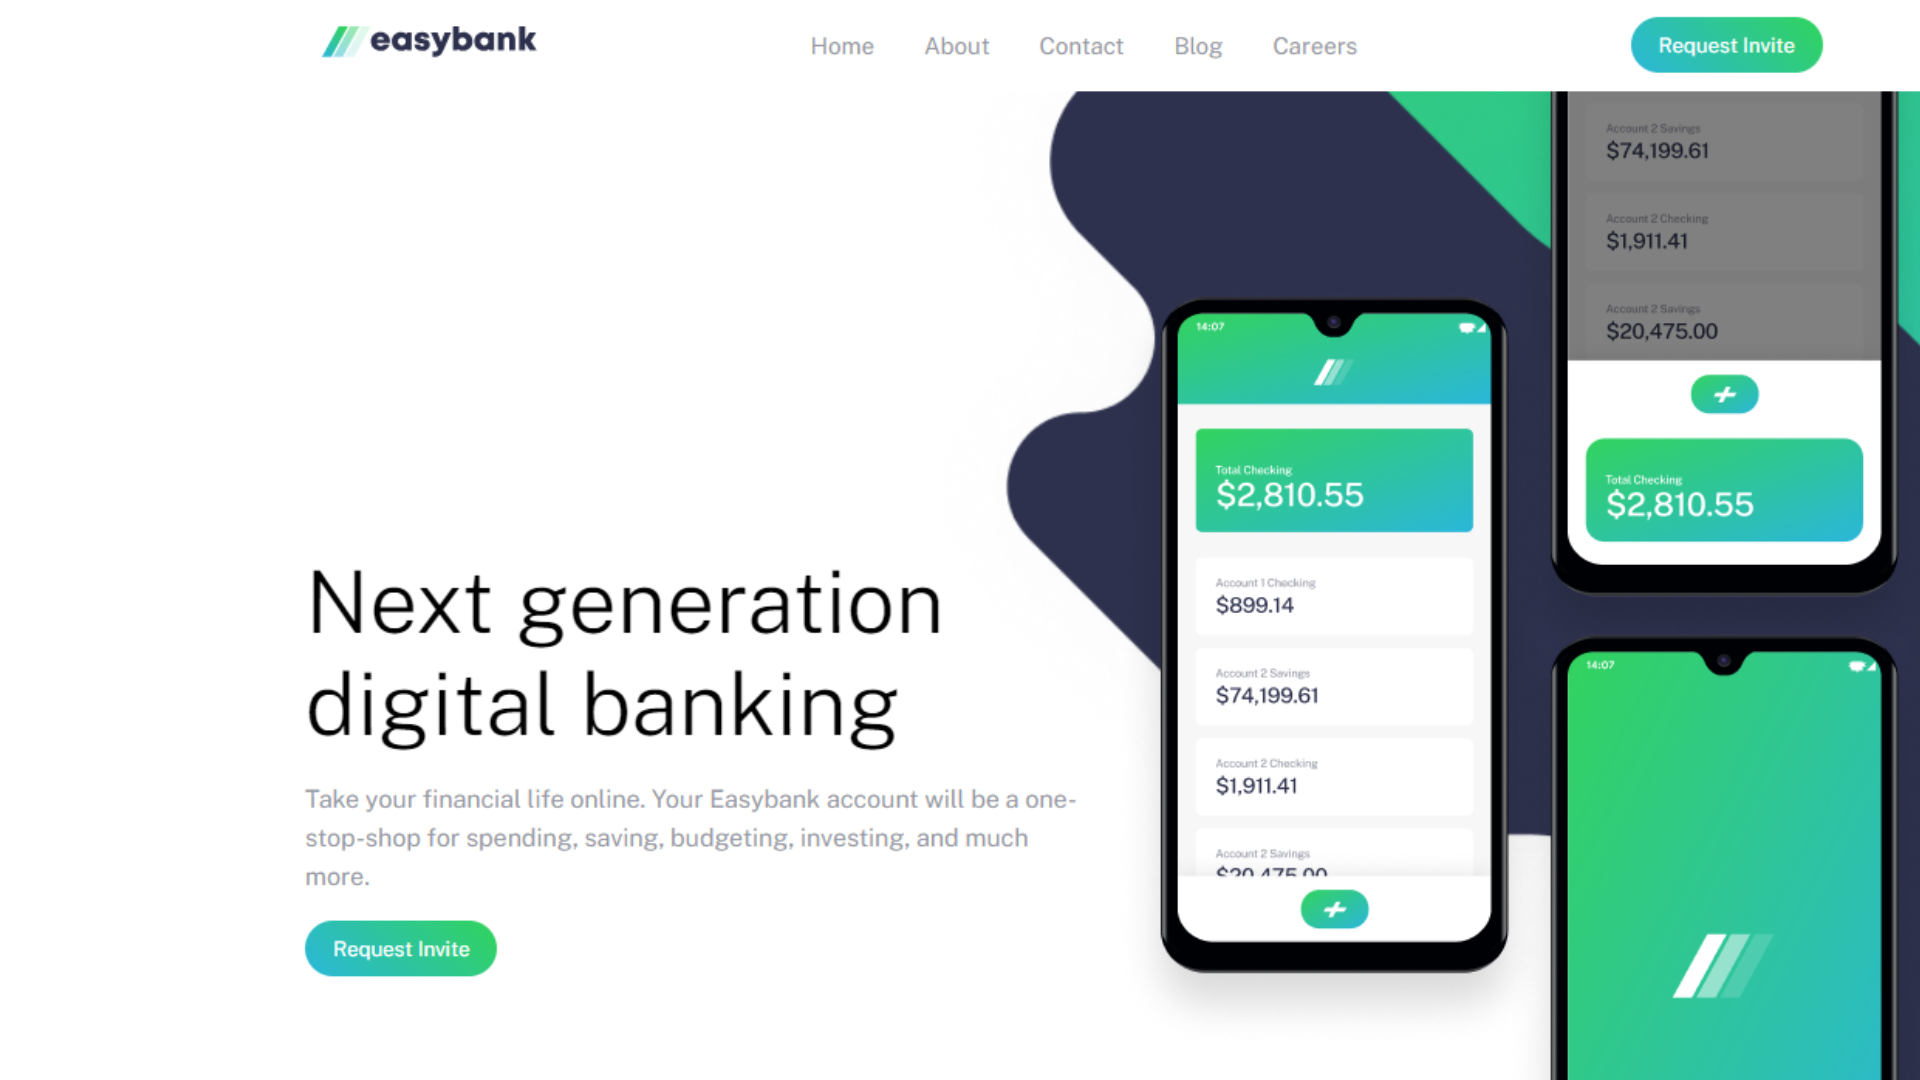 easybank
Home
About
Contact
Blog
Careers
Request Invite
Next generation
digital banking
Take your financial life online. Your Easybank account will be a one-
stop-shop for spending, saving, budgeting, investing, and much
more.
Request Invite
14:07
Total Checking
$2,810.55
Account 1 Checking
$899.14
Account 2 Savings
$74,199.61
Account 2 Checking
$1,911.41
Account 2 Savings
$20,475.00
Account 2 Savings
$74,199.61
Account 2 Checking
$1,911.41
Account 2 Savings
$20,475.00
Total Checking
$2,810.55
14:07